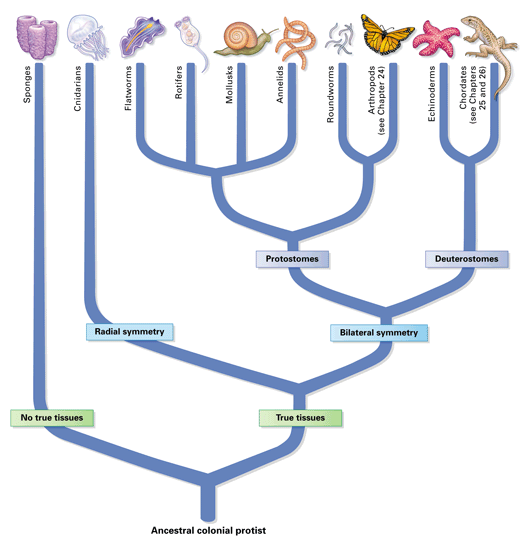 Sponges
Cnidarians
Flatworms
Rotifers
Mollusks
Annelids
Roundworms
Arthropods
(see Chapter 24)
Echinoderms
Chordates
(see Chapters
25 and 26)
Protostomes
Deuterostomes
Radial symmetry
Bilateral symmetry
No true tissues
True tissues
Ancestral colonial protist